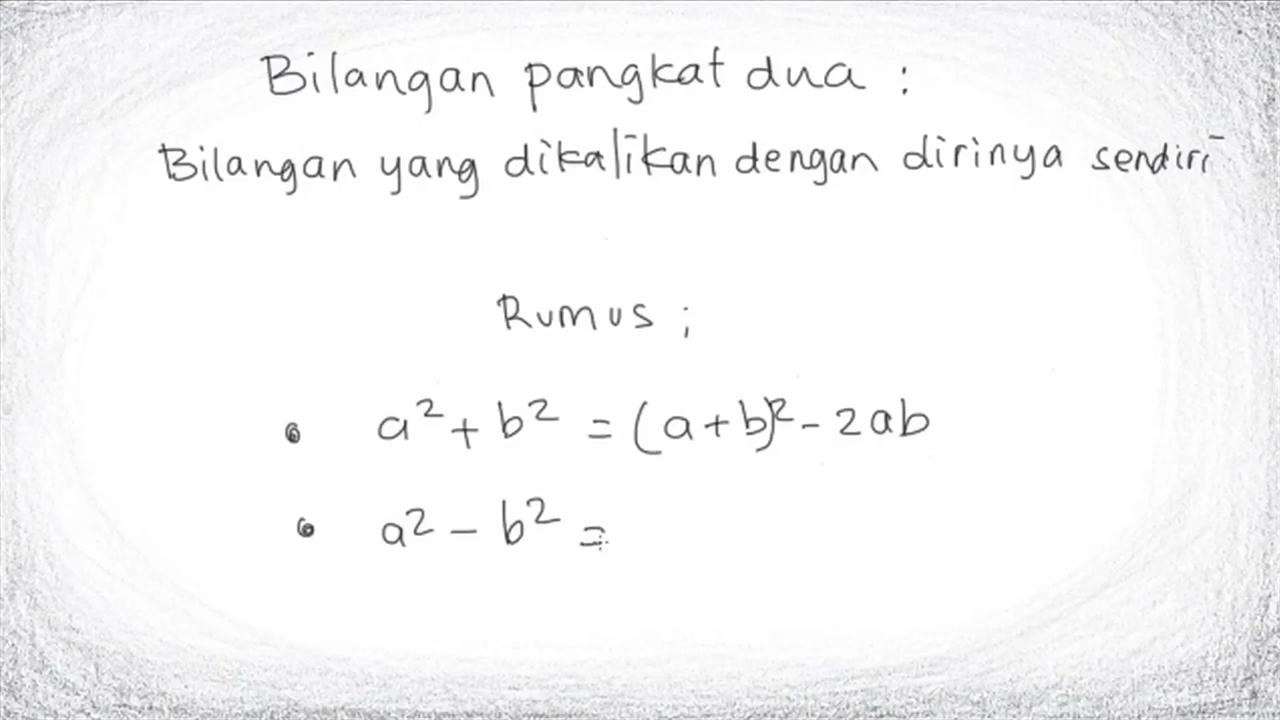 Bilangan pangkat dua :
Bilangan yang dikalikan dengan dirinya sendiri
Rumus ;
• a² + b² = (a+b)² - 2ab
• a² - b² =